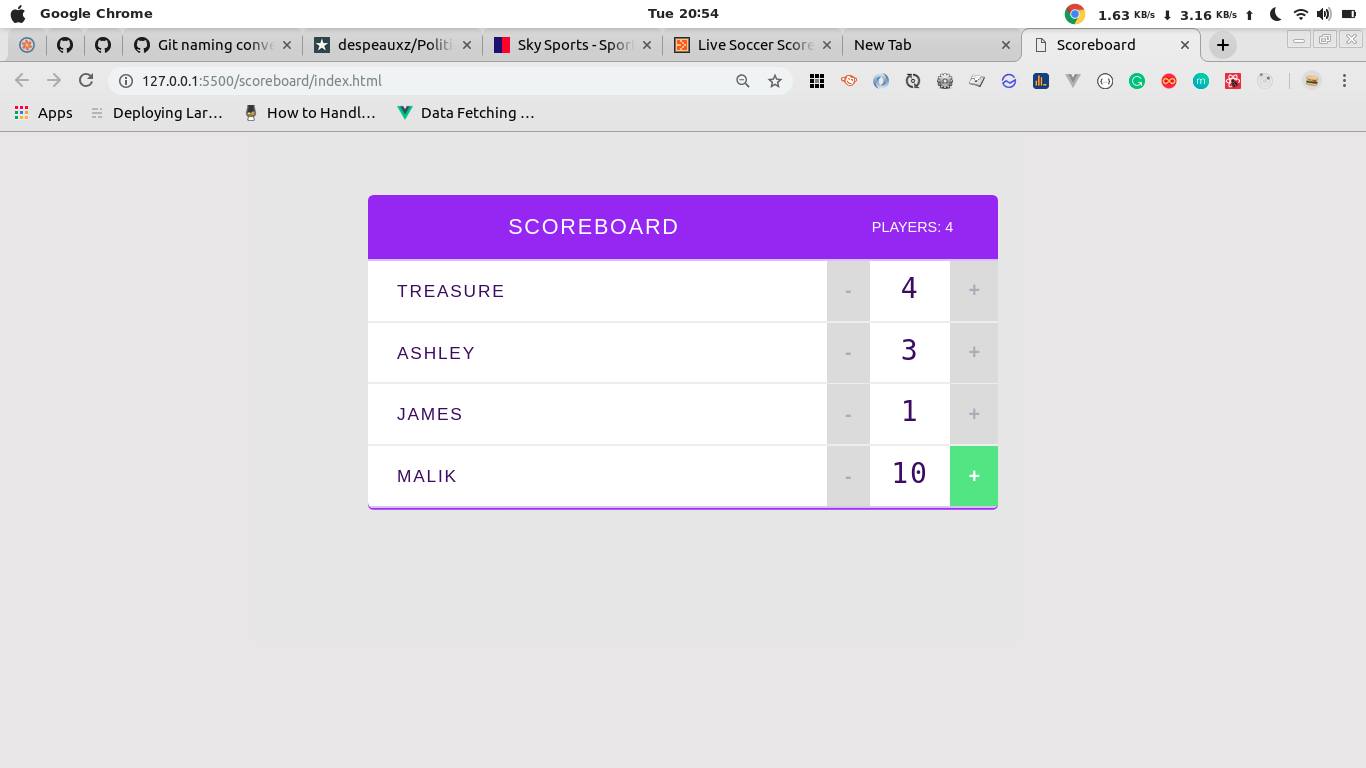 Google Chrome Tue 20:54 1.63 KB/s ⬇ 3.16 KB/s ⬆
Git naming conve despeauxz/Politi Sky Sports - Spor Live Soccer Score New Tab Scoreboard
127.0.0.1:5500/scoreboard/index.html
Apps Deploying Lar… How to Handl… Data Fetching …
SCOREBOARD PLAYERS: 4
TREASURE - 4 +
ASHLEY - 3 +
JAMES - 1 +
MALIK - 10 +